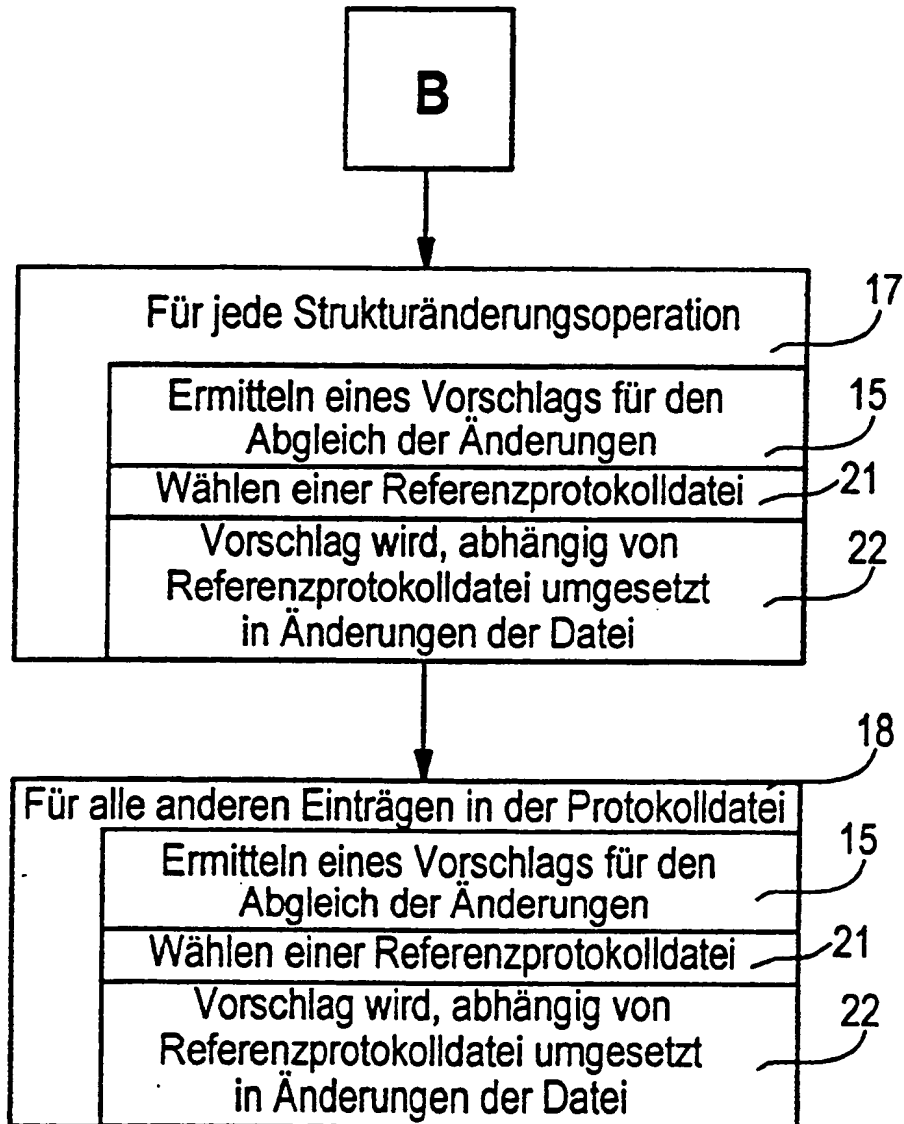 B
Für jede Strukturänderungsoperation
17
Ermitteln eines Vorschlags für den
Abgleich der Änderungen
15
Wählen einer Referenzprotokolldatei
21
Vorschlag wird, abhängig von
Referenzprotokolldatei umgesetzt
in Änderungen der Datei
22
18
Für alle anderen Einträgen in der Protokolldatei
Ermitteln eines Vorschlags für den
Abgleich der Änderungen
15
Wählen einer Referenzprotokolldatei
21
Vorschlag wird, abhängig von
Referenzprotokolldatei umgesetzt
in Änderungen der Datei
22